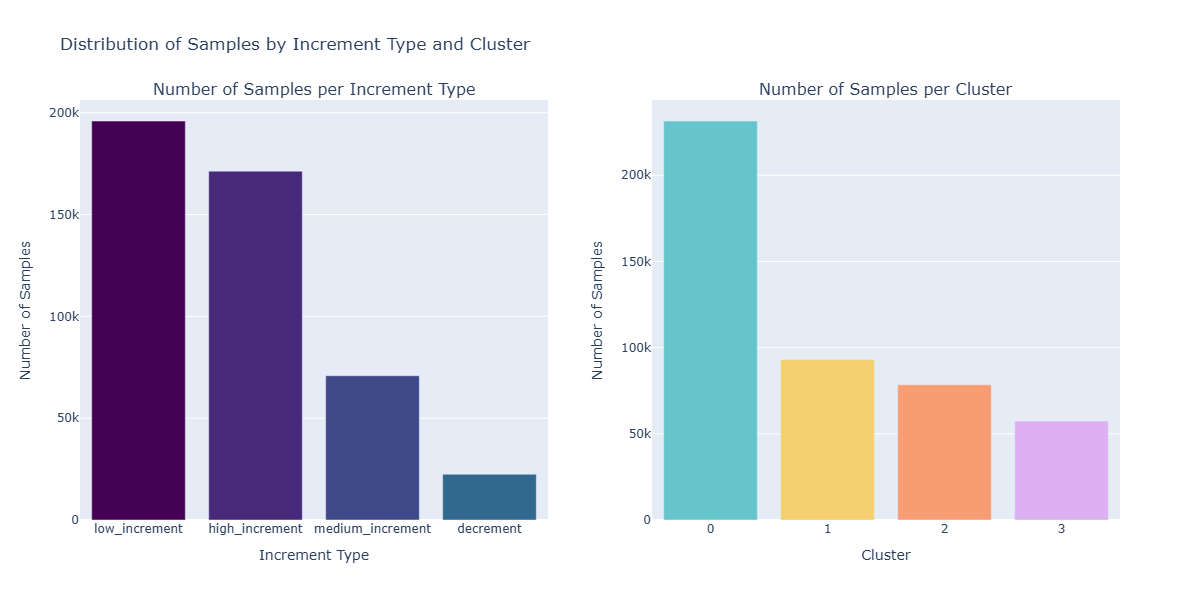 Distribution of Samples by Increment Type and Cluster
Number of Samples per Increment Type
200k
150k
100k
50k
0
Number of Samples
low_increment high_increment medium_increment decrement
Increment Type
Number of Samples per Cluster
200k
150k
100k
50k
0
Number of Samples
0 1 2 3
Cluster